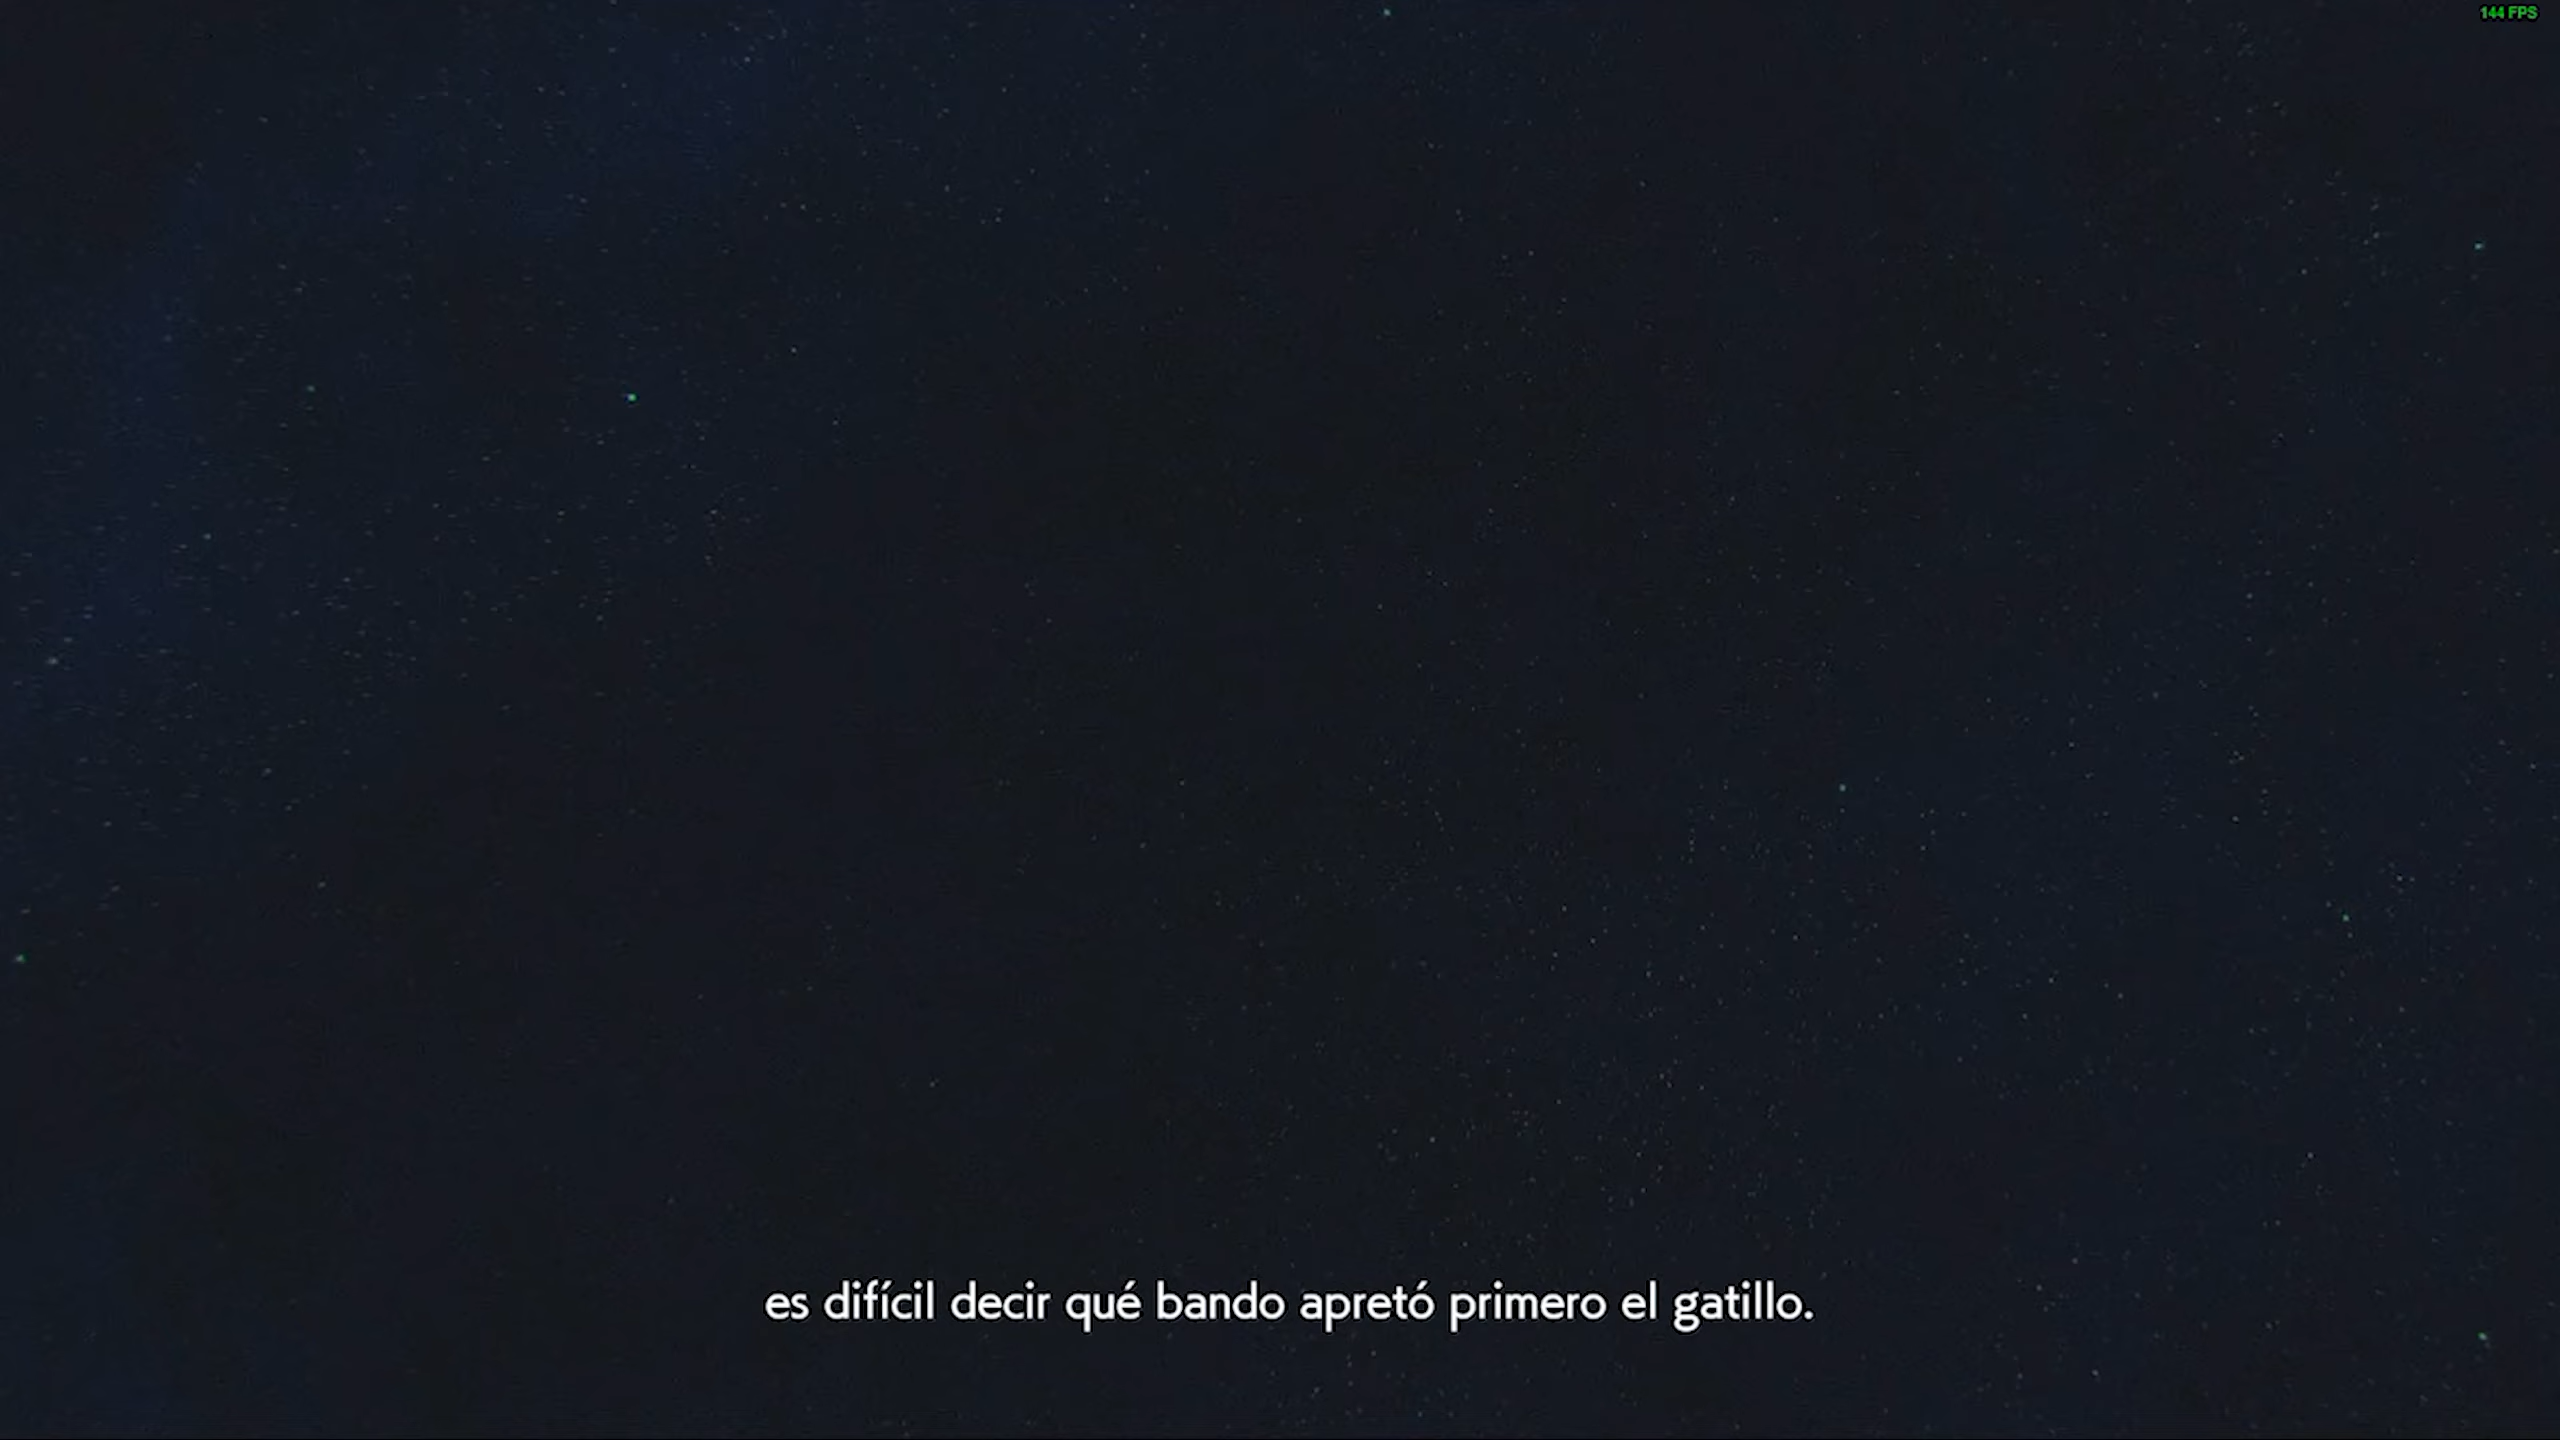 144 FPS
es difícil decir qué bando apretó primero el gatillo.